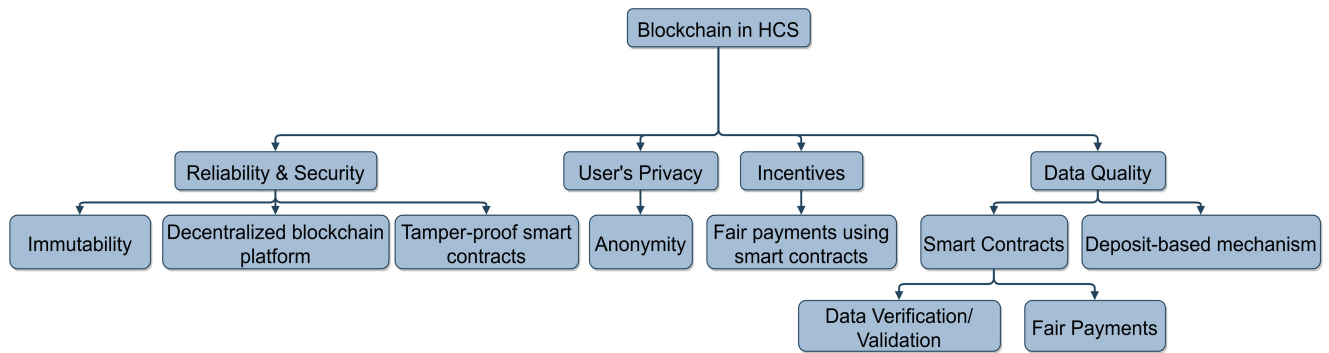 Blockchain in HCS
Reliability & Security
User's Privacy
Incentives
Data Quality
Immutability
Decentralized blockchain
platform
Tamper-proof smart
contracts
Anonymity
Fair payments using
smart contracts
Smart Contracts
Deposit-based mechanism
Data Verification/
Validation
Fair Payments